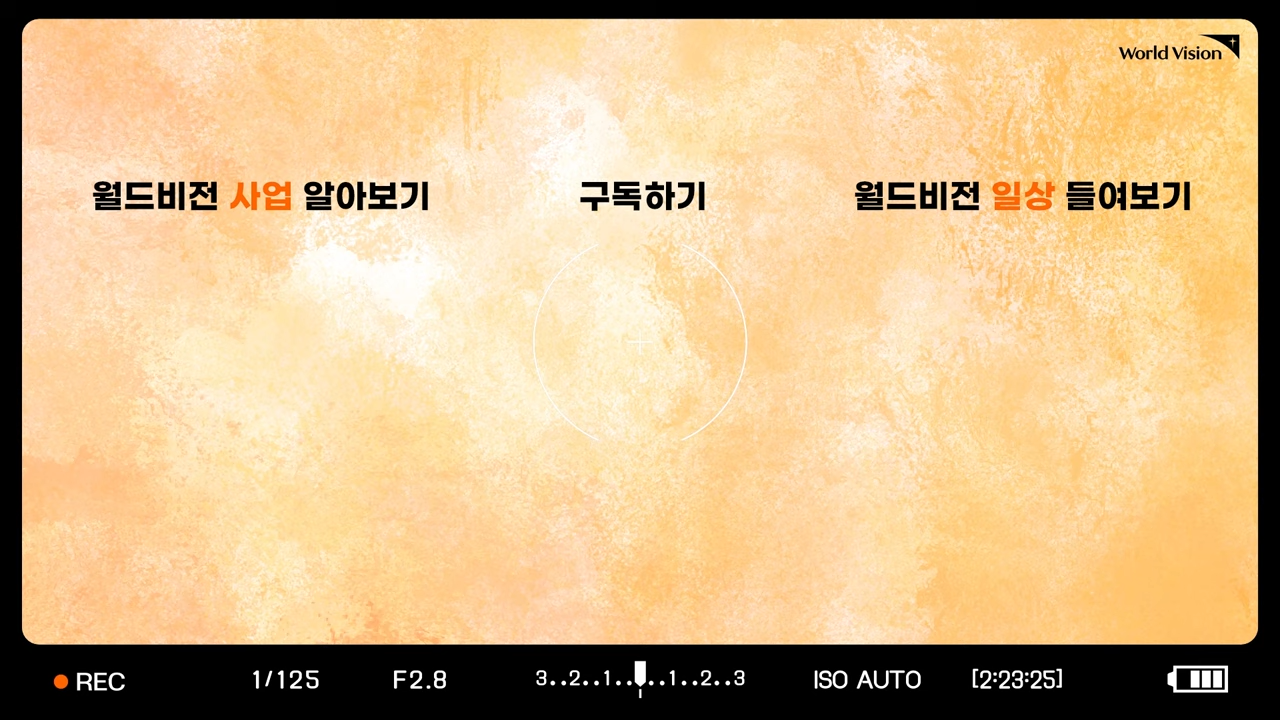 World Vision
월드비전 사업 알아보기
구독하기
월드비전 일상 들여보기
REC
1/125
F2.8
3..2..1..
..1..2..3
ISO AUTO
[2:23:25]